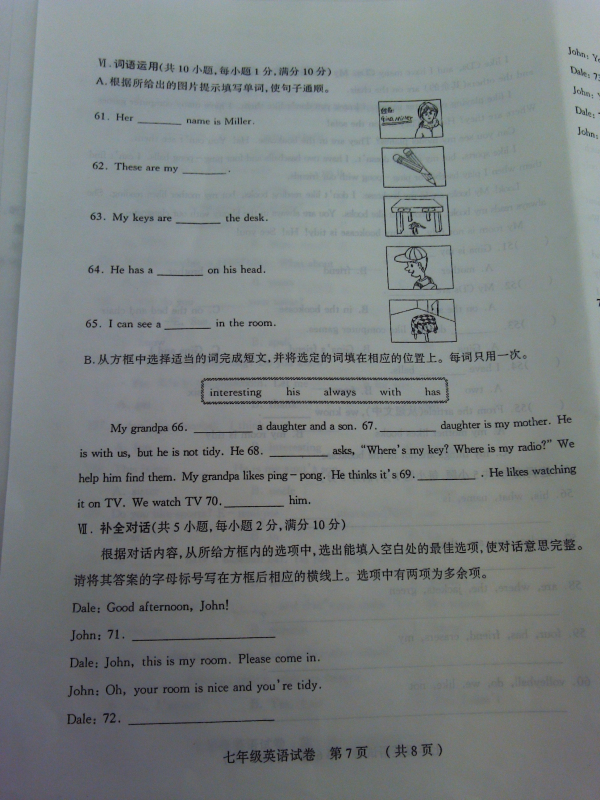 Ⅵ. 词语运用(共 10 小题,每小题 1 分,满分 10 分)
A. 根据所给出的图片提示填写单词,使句子通顺。
61. Her ________ name is Miller.
62. These are my _______ .
63. My keys are ________ the desk.
64. He has a ________ on his head.
65. I can see a ________ in the room.
B. 从方框中选择适当的词完成短文,并将选定的词填在相应的位置上。每词只用一次。
interesting his always with has
My grandpa 66. __________ a daughter and a son. 67. __________ daughter is my mother. He
is with us, but he is not tidy. He 68. __________ asks, “Where's my key? Where is my radio?” We
help him find them. My grandpa likes ping-pong. He thinks it's 69. __________ . He likes watching
it on TV. We watch TV 70. __________ him.
Ⅶ. 补全对话(共 5 小题,每小题 2 分,满分 10 分)
根据对话内容,从所给方框内的选项中,选出能填入空白处的最佳选项,使对话意思完整。
请将其答案的字母标号写在方框后相应的横线上。选项中有两项为多余项。
Dale: Good afternoon, John!
John: 71. ____________________
Dale: John, this is my room. Please come in.
John: Oh, your room is nice and you're tidy.
Dale: 72. ____________________
七年级英语试卷 第 7 页 (共 8 页)
John:
Dale:
John:
Dale:
John: